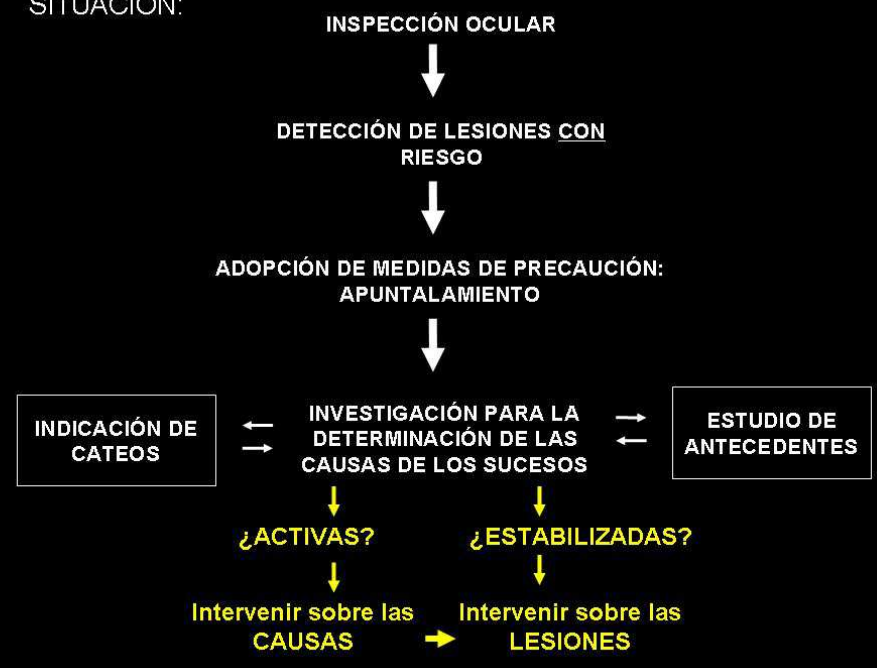 SITUACIÓN:
INSPECCIÓN OCULAR
DETECCIÓN DE LESIONES CON
RIESGO
ADOPCIÓN DE MEDIDAS DE PRECAUCIÓN:
APUNTALAMIENTO
INDICACIÓN DE
CATEOS
INVESTIGACIÓN PARA LA
DETERMINACIÓN DE LAS
CAUSAS DE LOS SUCESOS
ESTUDIO DE
ANTECEDENTES
¿ACTIVAS?
¿ESTABILIZADAS?
Intervenir sobre las
CAUSAS
Intervenir sobre las
LESIONES